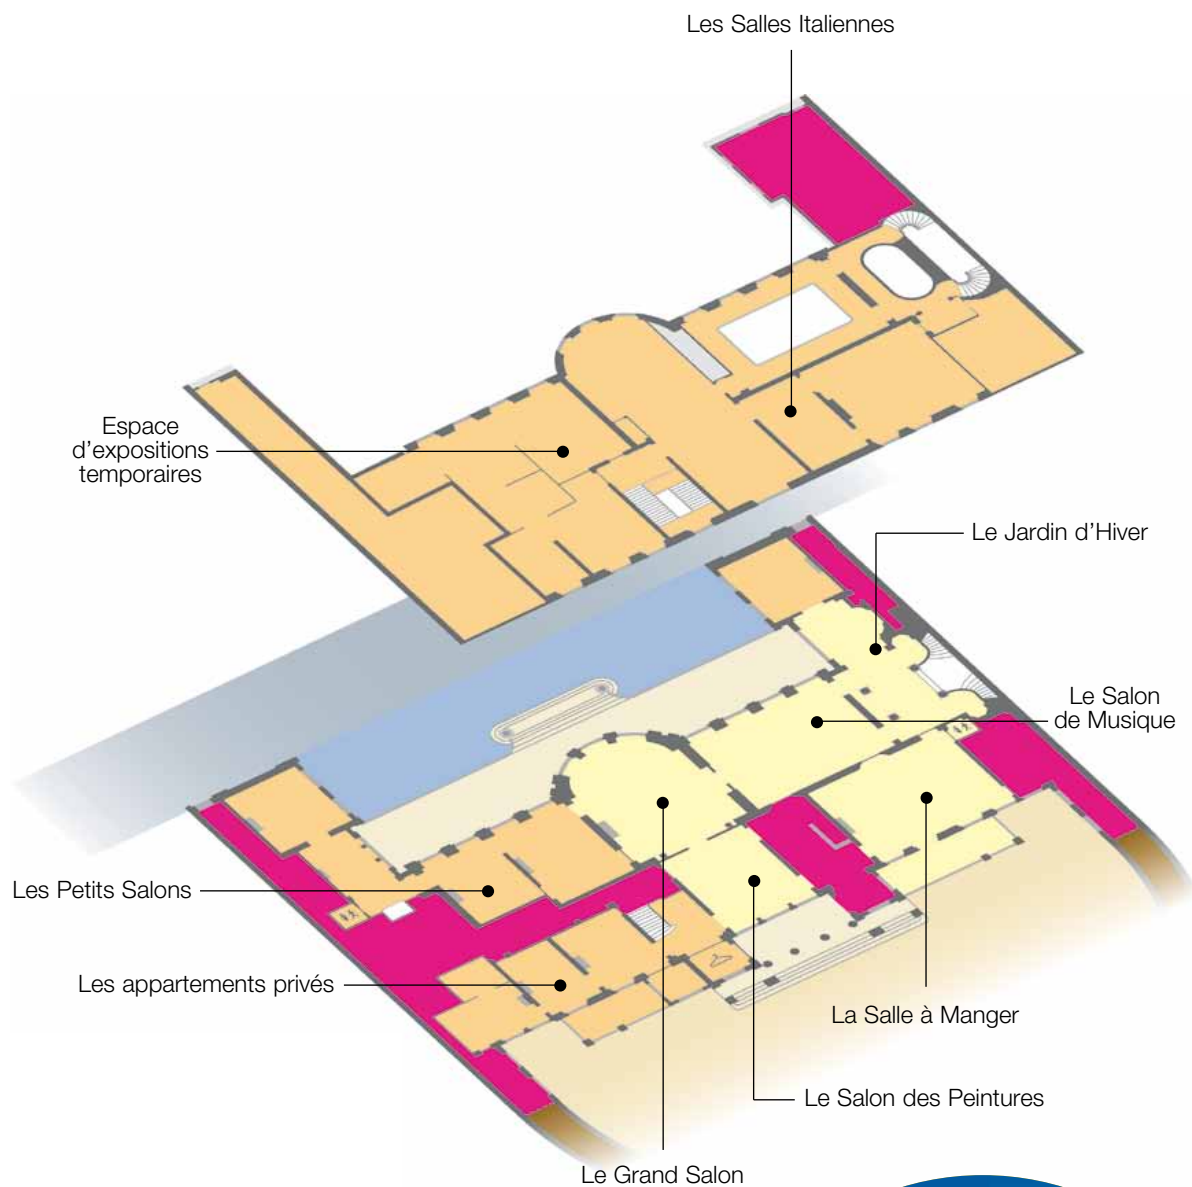 Les Salles Italiennes
Espace
d'expositions
temporaires
Le Jardin d'Hiver
Le Salon
de Musique
Les Petits Salons
Les appartements privés
La Salle à Manger
Le Salon des Peintures
Le Grand Salon